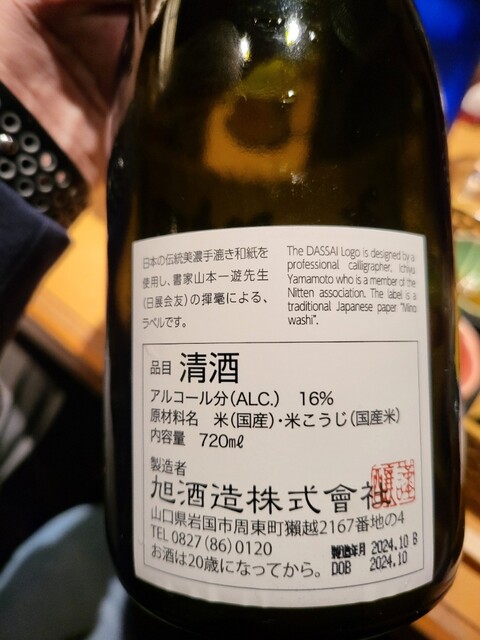 日本の伝統美濃手漉き和紙を
使用し、書家山本一遊先生
(日展会友)の揮毫による、
ラベルです。
The DASSAI Logo is designed by a
professional calligrapher, Ichiyu
Yamamoto who is a member of the
Nitten association. The label is a
traditional Japanese paper "Mino
washi".
品目 清酒
アルコール分(ALC.) 16%
原材料名 米(国産)・米こうじ(国産米)
内容量 720㎖
製造者
旭酒造株式會社
山口県岩国市周東町獺越2167番地の4
TEL 0827(86)0120
お酒は20歳になってから。
製造年月 2024.10 B
DOB 2024.10